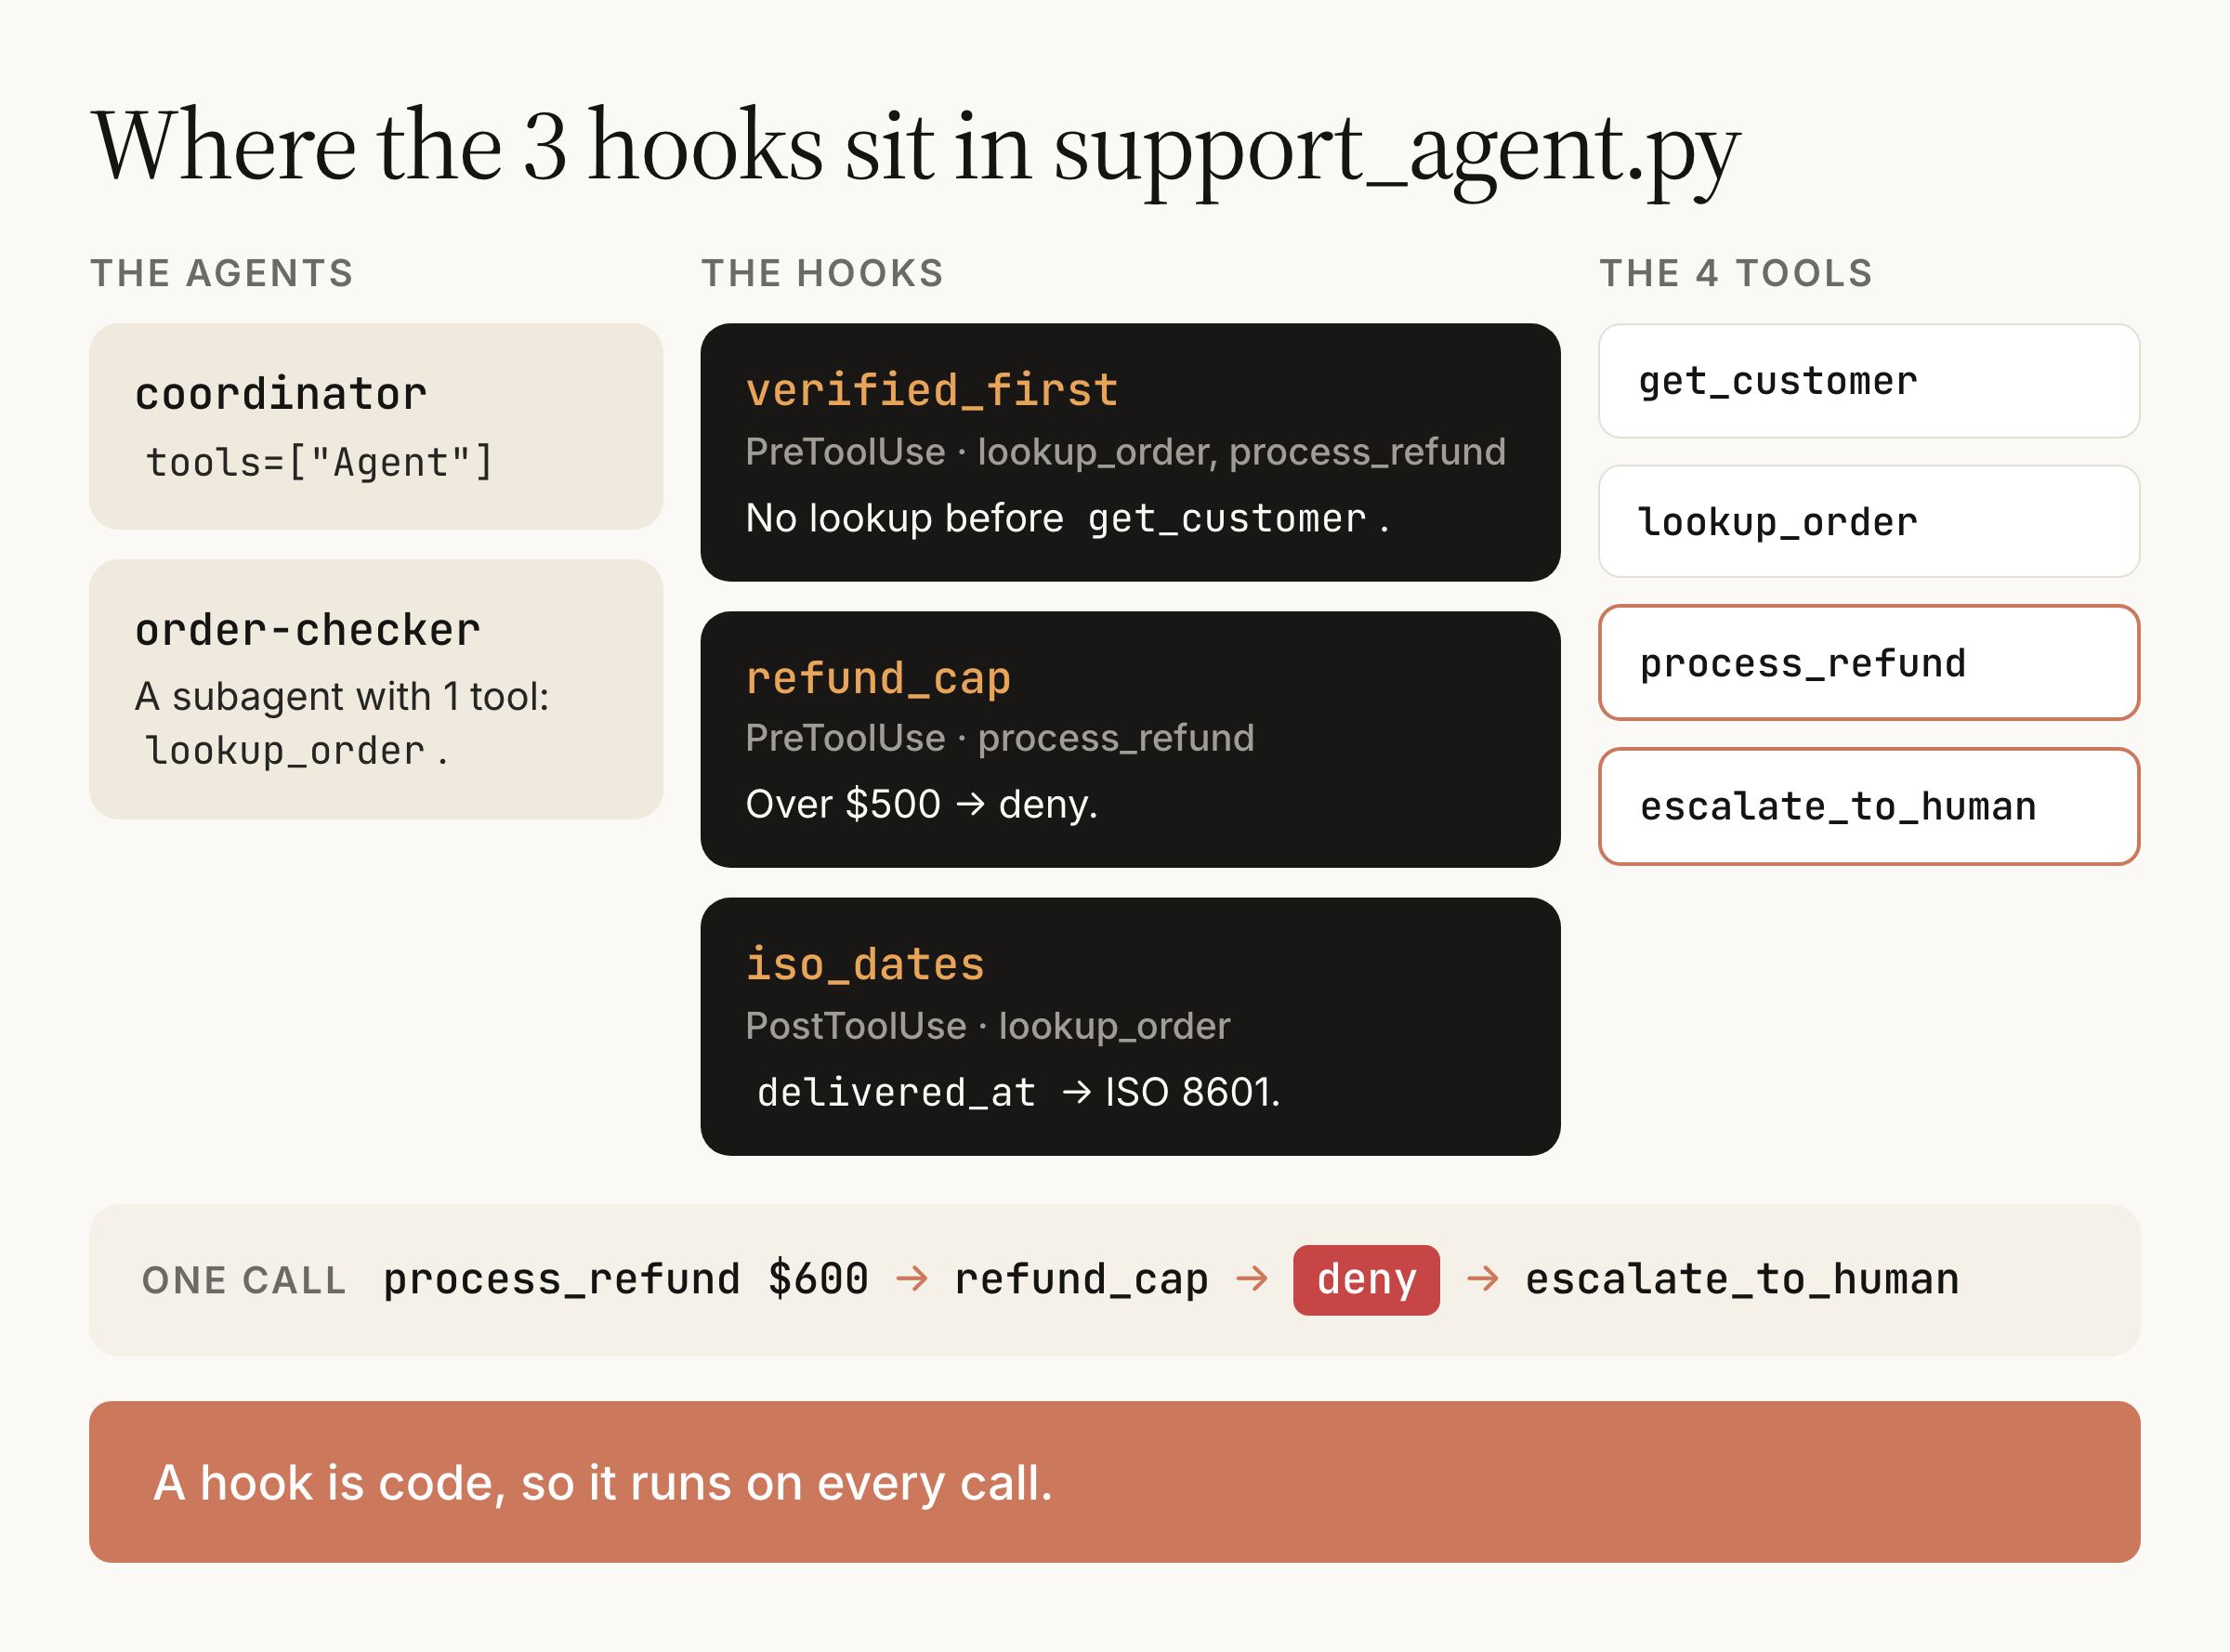 Where the 3 hooks sit in support_agent.py
THE AGENTS
coordinator
tools=["Agent"]
order-checker
A subagent with 1 tool:
lookup_order .
THE HOOKS
verified_first
PreToolUse · lookup_order, process_refund
No lookup before get_customer .
refund_cap
PreToolUse · process_refund
Over $500 → deny.
iso_dates
PostToolUse · lookup_order
delivered_at → ISO 8601.
THE 4 TOOLS
get_customer
lookup_order
process_refund
escalate_to_human
ONE CALL process_refund $600 → refund_cap → deny → escalate_to_human
A hook is code, so it runs on every call.